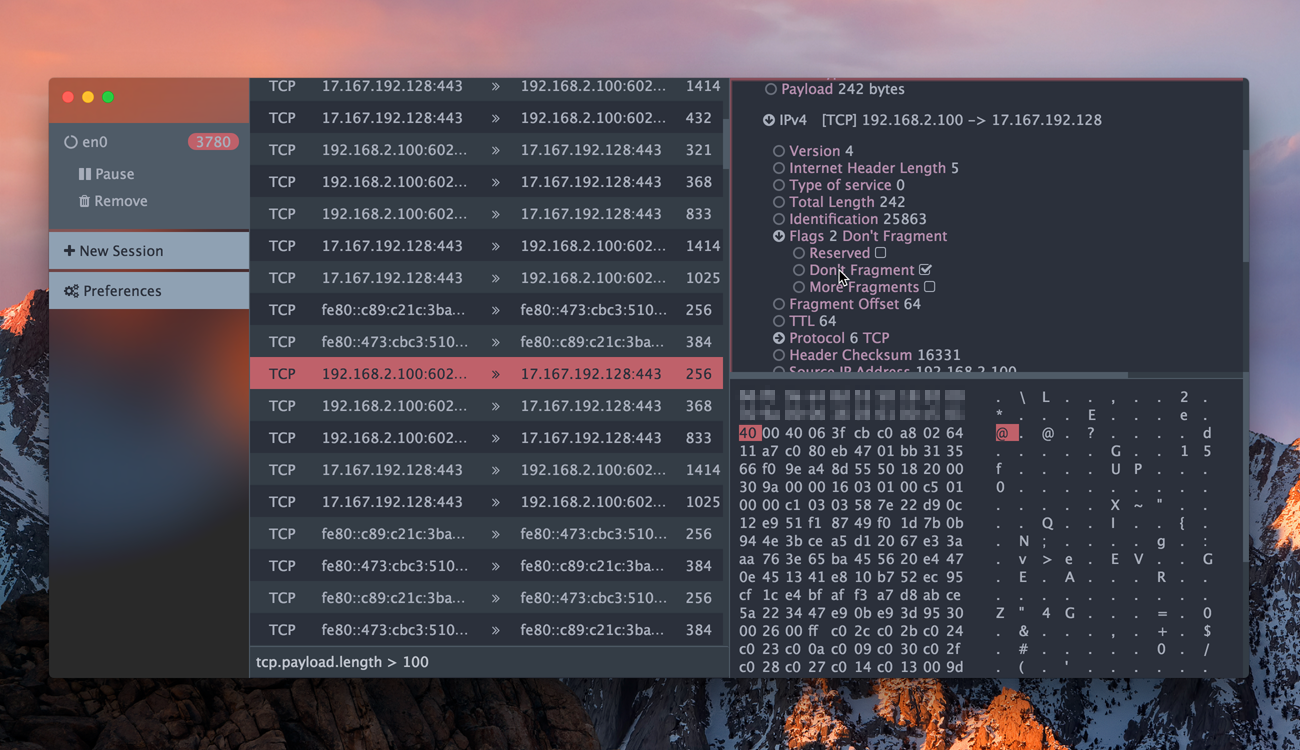 en0 3780
Pause
Remove
New Session
Preferences
TCP 17.167.192.128:443 » 192.168.2.100:602... 1414
TCP 17.167.192.128:443 » 192.168.2.100:602... 432
TCP 192.168.2.100:602... » 17.167.192.128:443 321
TCP 192.168.2.100:602... » 17.167.192.128:443 368
TCP 192.168.2.100:602... » 17.167.192.128:443 833
TCP 17.167.192.128:443 » 192.168.2.100:602... 1414
TCP 17.167.192.128:443 » 192.168.2.100:602... 1025
TCP fe80::c89:c21c:3ba... » fe80::473:cbc3:510... 256
TCP fe80::473:cbc3:510... » fe80::c89:c21c:3ba... 384
TCP 192.168.2.100:602... » 17.167.192.128:443 256
TCP 192.168.2.100:602... » 17.167.192.128:443 368
TCP 192.168.2.100:602... » 17.167.192.128:443 833
TCP 17.167.192.128:443 » 192.168.2.100:602... 1414
TCP 17.167.192.128:443 » 192.168.2.100:602... 1025
TCP fe80::c89:c21c:3ba... » fe80::473:cbc3:510... 256
TCP fe80::473:cbc3:510... » fe80::c89:c21c:3ba... 384
TCP fe80::c89:c21c:3ba... » fe80::473:cbc3:510... 256
TCP fe80::473:cbc3:510... » fe80::c89:c21c:3ba... 384
tcp.payload.length > 100
Payload 242 bytes
IPv4 [TCP] 192.168.2.100 -> 17.167.192.128
Version 4
Internet Header Length 5
Type of service 0
Total Length 242
Identification 25863
Flags 2 Don't Fragment
Reserved
Don't Fragment
More Fragments
Fragment Offset 64
TTL 64
Protocol 6 TCP
Header Checksum 16331
Source IP Address 192.168.2.100
. \ L . . , . . 2 .
* . . . E . . . e .
40 00 40 06 3f cb c0 a8 02 64 @ . @ . ? . . . . d
11 a7 c0 80 eb 47 01 bb 31 35 . . . . . G . . 1 5
66 f0 9e a4 8d 55 50 18 20 00 f . . . . U P . . .
30 9a 00 00 16 03 01 00 c5 01 0 . . . . . . . . .
00 00 c1 03 03 58 7e 22 d9 0c . . . . . X ~ " . .
12 e9 51 f1 87 49 f0 1d 7b 0b . . Q . . I . . { .
94 4e 3b ce a5 d1 20 67 e3 3a . N ; . . . . g . :
aa 76 3e 65 ba 45 56 20 e4 47 . v > e . E V . . G
0e 45 13 41 e8 10 b7 52 ec 95 . E . A . . . R . .
cf 1c e4 bf af f3 a7 d8 ab ce . . . . . . . . . .
5a 22 34 47 e9 0b e9 3d 95 30 Z " 4 G . . . = . 0
00 26 00 ff c0 2c c0 2b c0 24 . & . . . , . + . $
c0 23 c0 0a c0 09 c0 30 c0 2f . # . . . . . 0 . /
c0 28 c0 27 c0 14 c0 13 00 9d . ( . ' . . . . . .